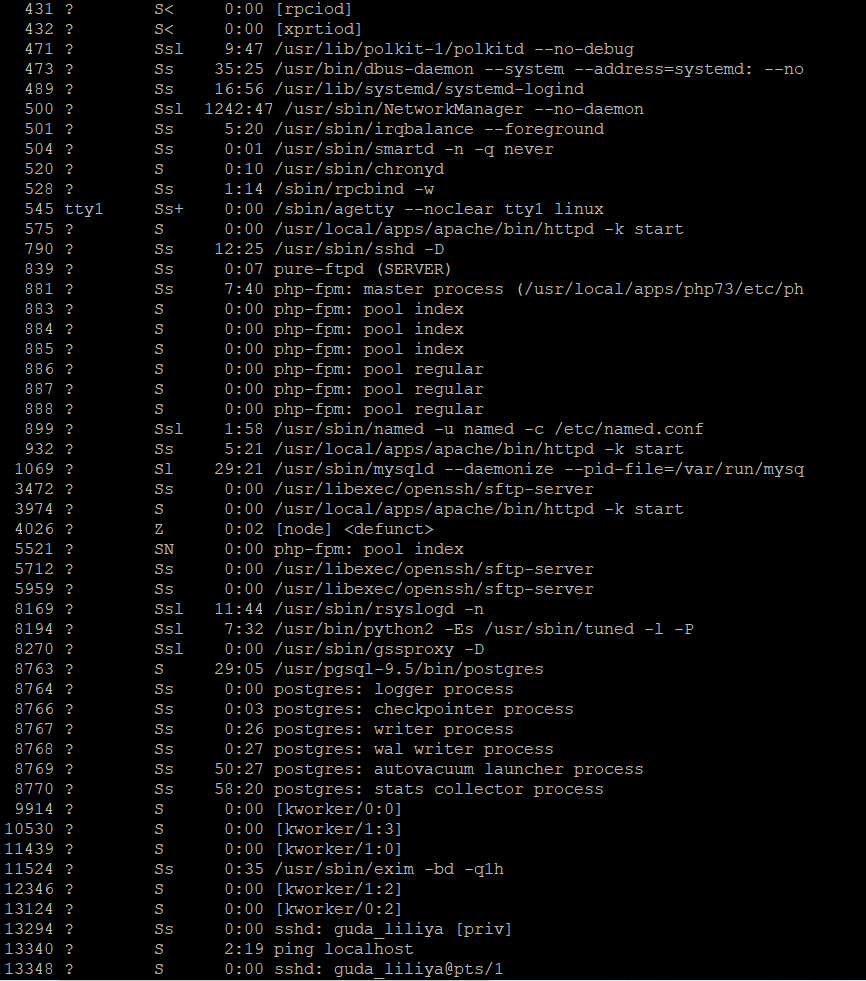 431 ? S< 0:00 [rpciod]
432 ? S< 0:00 [xprtiod]
471 ? Ssl 9:47 /usr/lib/polkit-1/polkitd --no-debug
473 ? Ss 35:25 /usr/bin/dbus-daemon --system --address=systemd: --no
489 ? Ss 16:56 /usr/lib/systemd/systemd-logind
500 ? Ssl 1242:47 /usr/sbin/NetworkManager --no-daemon
501 ? Ss 5:20 /usr/sbin/irqbalance --foreground
504 ? Ss 0:01 /usr/sbin/smartd -n -q never
520 ? S 0:10 /usr/sbin/chronyd
528 ? Ss 1:14 /sbin/rpcbind -w
545 tty1 Ss+ 0:00 /sbin/agetty --noclear tty1 linux
575 ? S 0:00 /usr/local/apps/apache/bin/httpd -k start
790 ? Ss 12:25 /usr/sbin/sshd -D
839 ? Ss 0:07 pure-ftpd (SERVER)
881 ? Ss 7:40 php-fpm: master process (/usr/local/apps/php73/etc/ph
883 ? S 0:00 php-fpm: pool index
884 ? S 0:00 php-fpm: pool index
885 ? S 0:00 php-fpm: pool index
886 ? S 0:00 php-fpm: pool regular
887 ? S 0:00 php-fpm: pool regular
888 ? S 0:00 php-fpm: pool regular
899 ? Ssl 1:58 /usr/sbin/named -u named -c /etc/named.conf
932 ? Ss 5:21 /usr/local/apps/apache/bin/httpd -k start
1069 ? Sl 29:21 /usr/sbin/mysqld --daemonize --pid-file=/var/run/mysq
3472 ? Ss 0:00 /usr/libexec/openssh/sftp-server
3974 ? S 0:00 /usr/local/apps/apache/bin/httpd -k start
4026 ? Z 0:02 [node] <defunct>
5521 ? SN 0:00 php-fpm: pool index
5712 ? Ss 0:00 /usr/libexec/openssh/sftp-server
5959 ? Ss 0:00 /usr/libexec/openssh/sftp-server
8169 ? Ssl 11:44 /usr/sbin/rsyslogd -n
8194 ? Ssl 7:32 /usr/bin/python2 -Es /usr/sbin/tuned -l -P
8270 ? Ssl 0:00 /usr/sbin/gssproxy -D
8763 ? S 29:05 /usr/pgsql-9.5/bin/postgres
8764 ? Ss 0:00 postgres: logger process
8766 ? Ss 0:03 postgres: checkpointer process
8767 ? Ss 0:26 postgres: writer process
8768 ? Ss 0:27 postgres: wal writer process
8769 ? Ss 50:27 postgres: autovacuum launcher process
8770 ? Ss 58:20 postgres: stats collector process
9914 ? S 0:00 [kworker/0:0]
10530 ? S 0:00 [kworker/1:3]
11439 ? S 0:00 [kworker/1:0]
11524 ? Ss 0:35 /usr/sbin/exim -bd -q1h
12346 ? S 0:00 [kworker/1:2]
13124 ? S 0:00 [kworker/0:2]
13294 ? Ss 0:00 sshd: guda_liliya [priv]
13340 ? S 2:19 ping localhost
13348 ? S 0:00 sshd: guda_liliya@pts/1